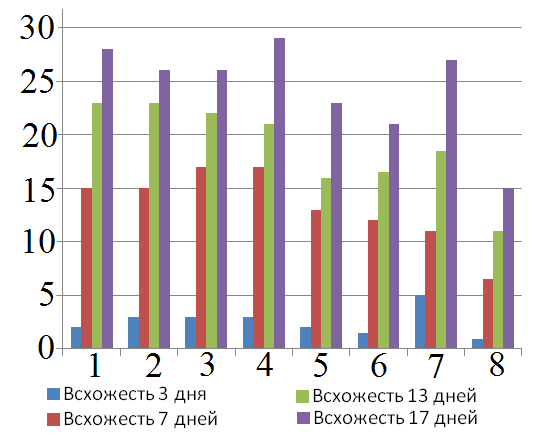 30
25
20
15
10
5
0
1 2 3 4 5 6 7 8
Всхожесть 3 дня
Всхожесть 13 дней
Всхожесть 7 дней
Всхожесть 17 дней